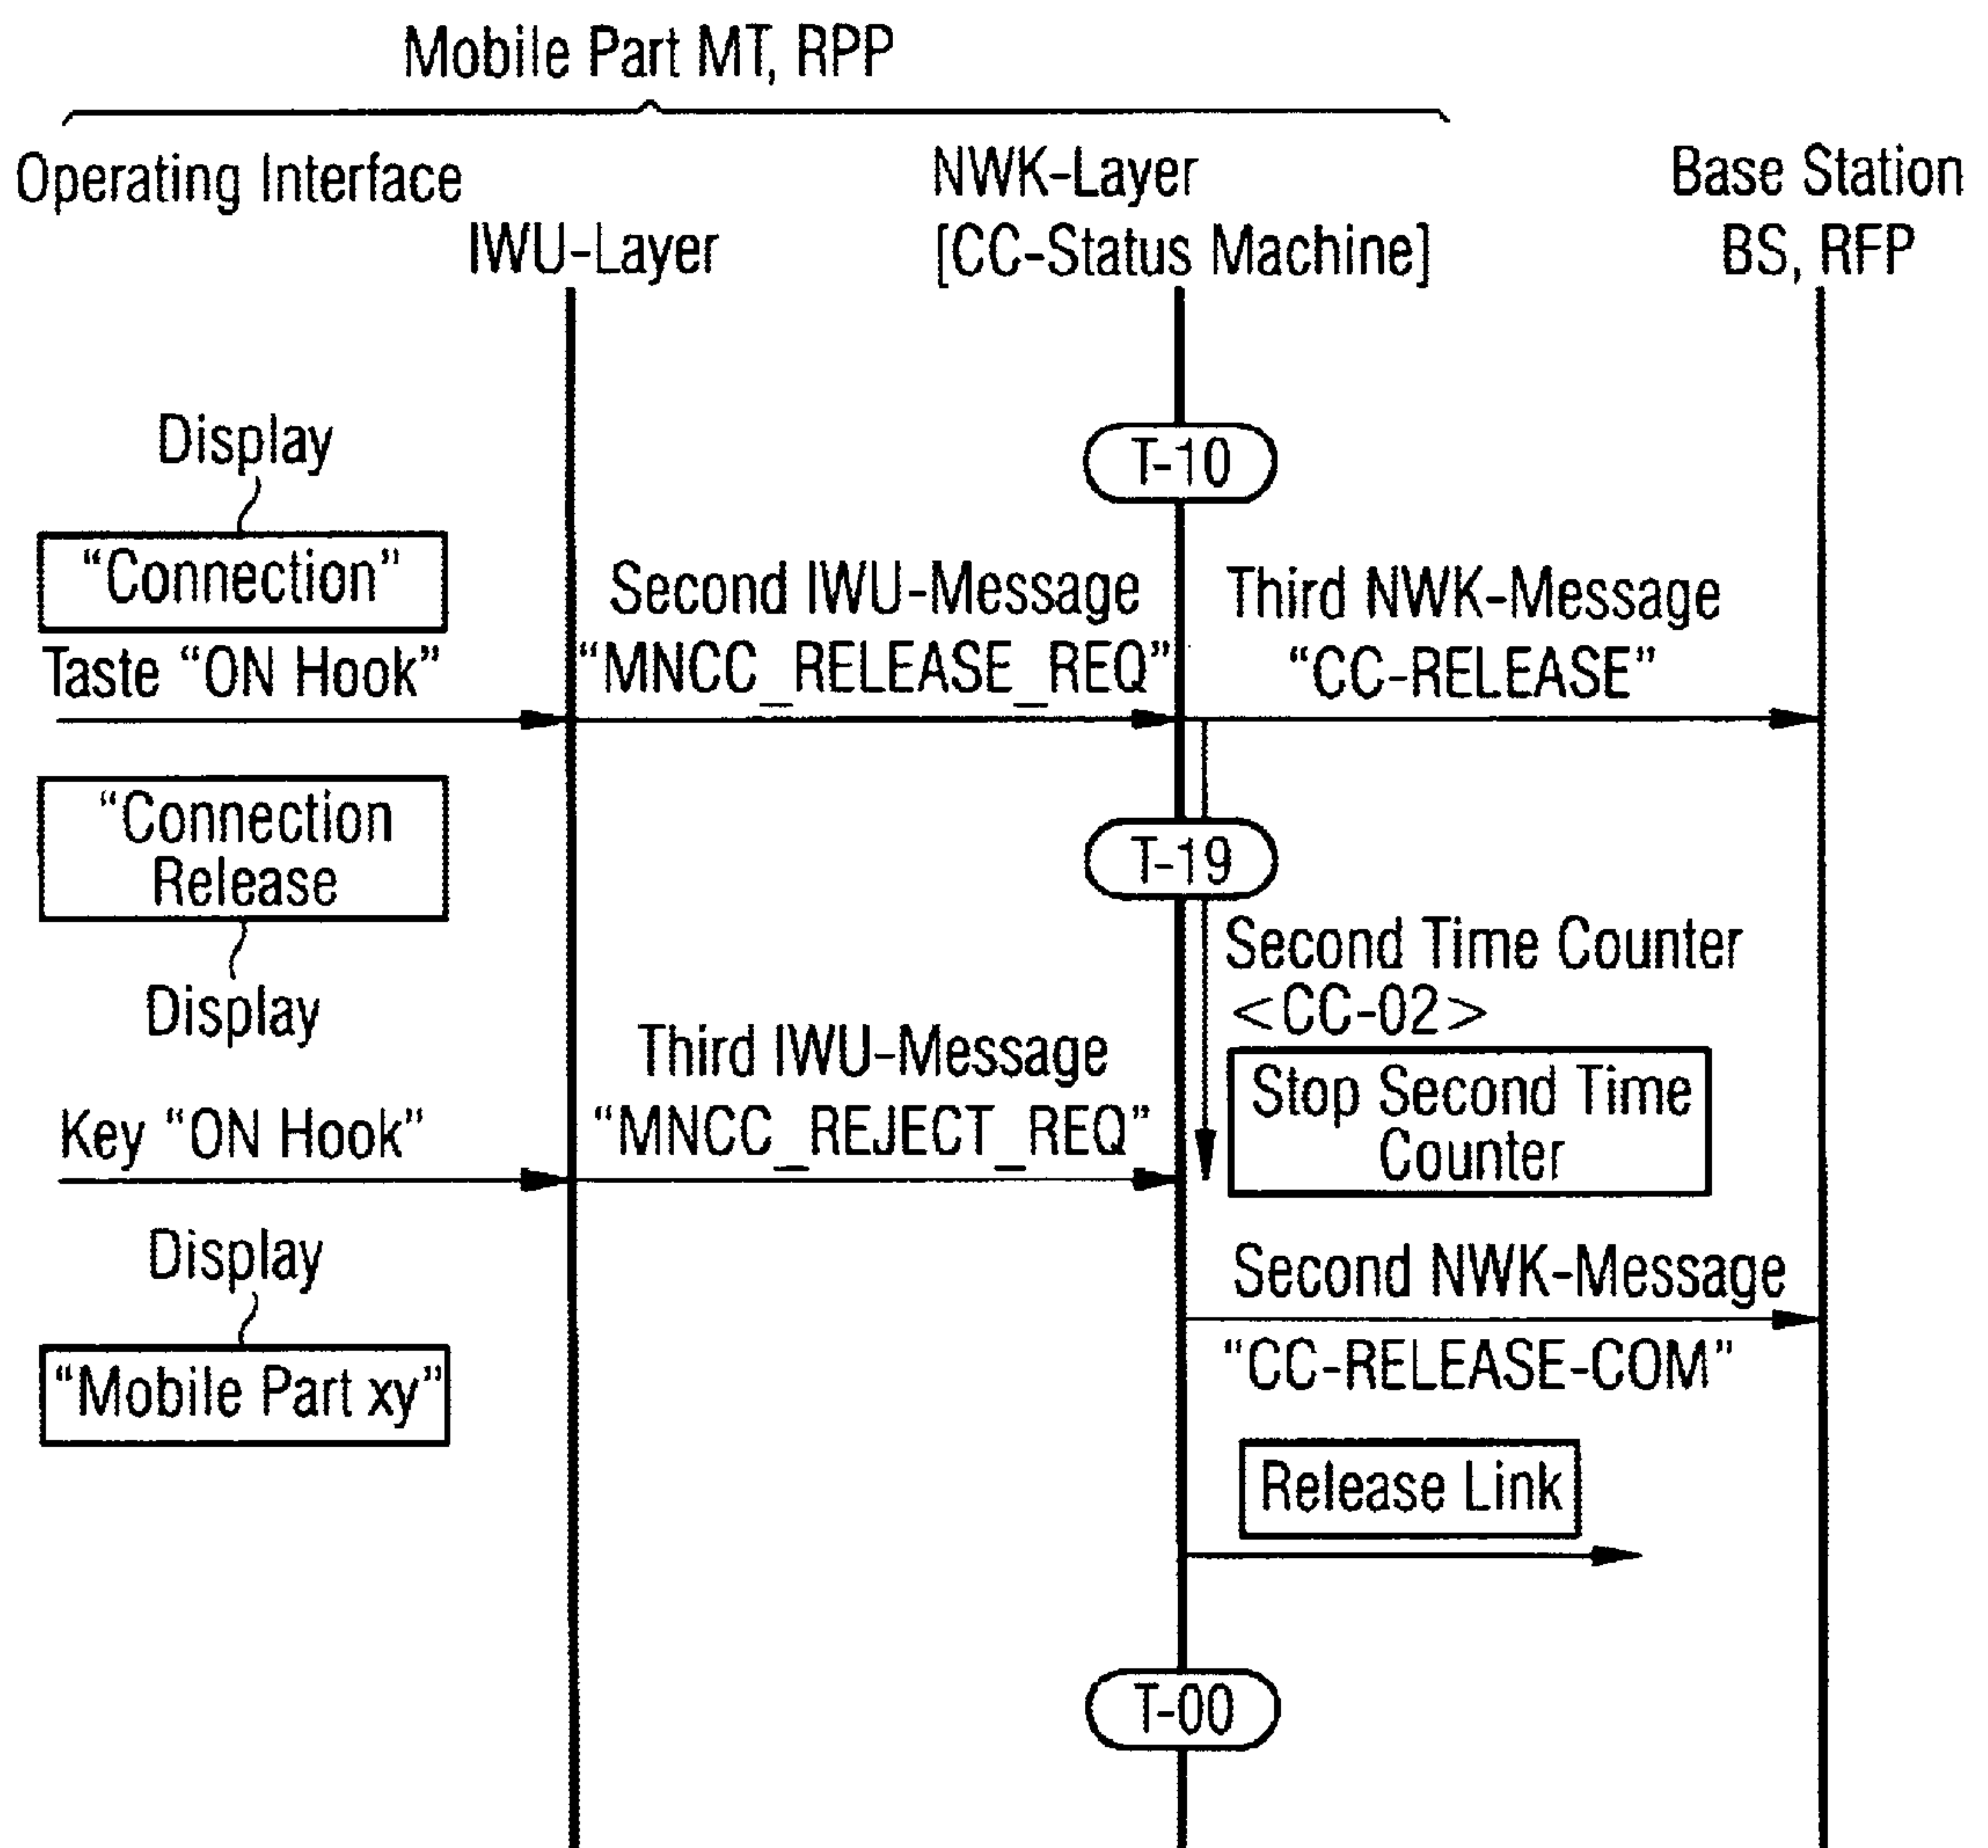 Mobile Part MT, RPP
Operating Interface
IWU-Layer
NWK-Layer
[CC-Status Machine]
Base Station
BS, RFP
Display
T-10
“Connection”
Second IWU-Message
“MNCC_RELEASE_REQ”
Third NWK-Message
“CC-RELEASE”
Taste “ON Hook”
“Connection
Release
Display
T-19
Second Time Counter
<CC-02>
Third IWU-Message
“MNCC_REJECT_REQ”
Stop Second Time
Counter
Key “ON Hook”
Display
“Mobile Part xy”
Second NWK-Message
“CC-RELEASE-COM”
Release Link
T-00